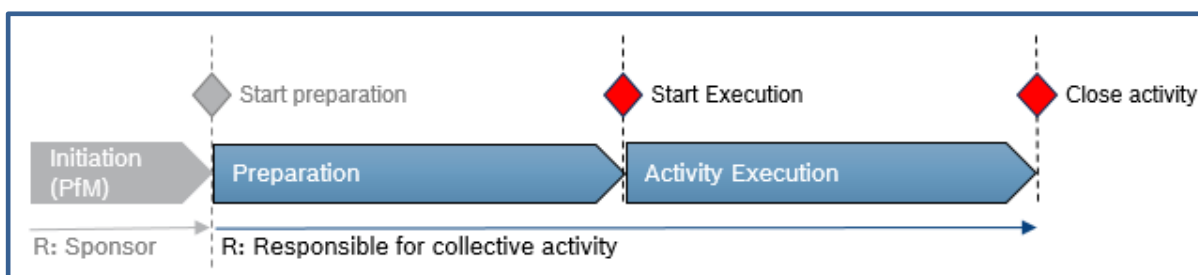 Start preparation
Start Execution
Close activity
Initiation
(PfM)
Preparation
Activity Execution
R: Sponsor
R: Responsible for collective activity